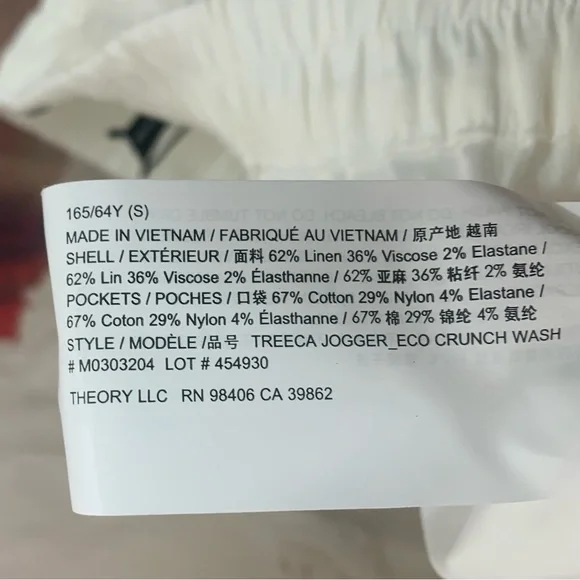 165/64Y (S)
MADE IN VIETNAM / FABRIQUÉ AU VIETNAM / 原产地 越南
SHELL / EXTÉRIEUR / 面料 62% Linen 36% Viscose 2% Elastane /
62% Lin 36% Viscose 2% Élasthanne / 62% 亚麻 36% 粘纤 2% 氨纶
POCKETS / POCHES / 口袋 67% Cotton 29% Nylon 4% Elastane /
67% Coton 29% Nylon 4% Élasthanne / 67% 棉 29% 锦纶 4% 氨纶
STYLE / MODÈLE /品号 TREECA JOGGER_ECO CRUNCH WASH
# M0303204 LOT # 454930
THEORY LLC RN 98406 CA 39862